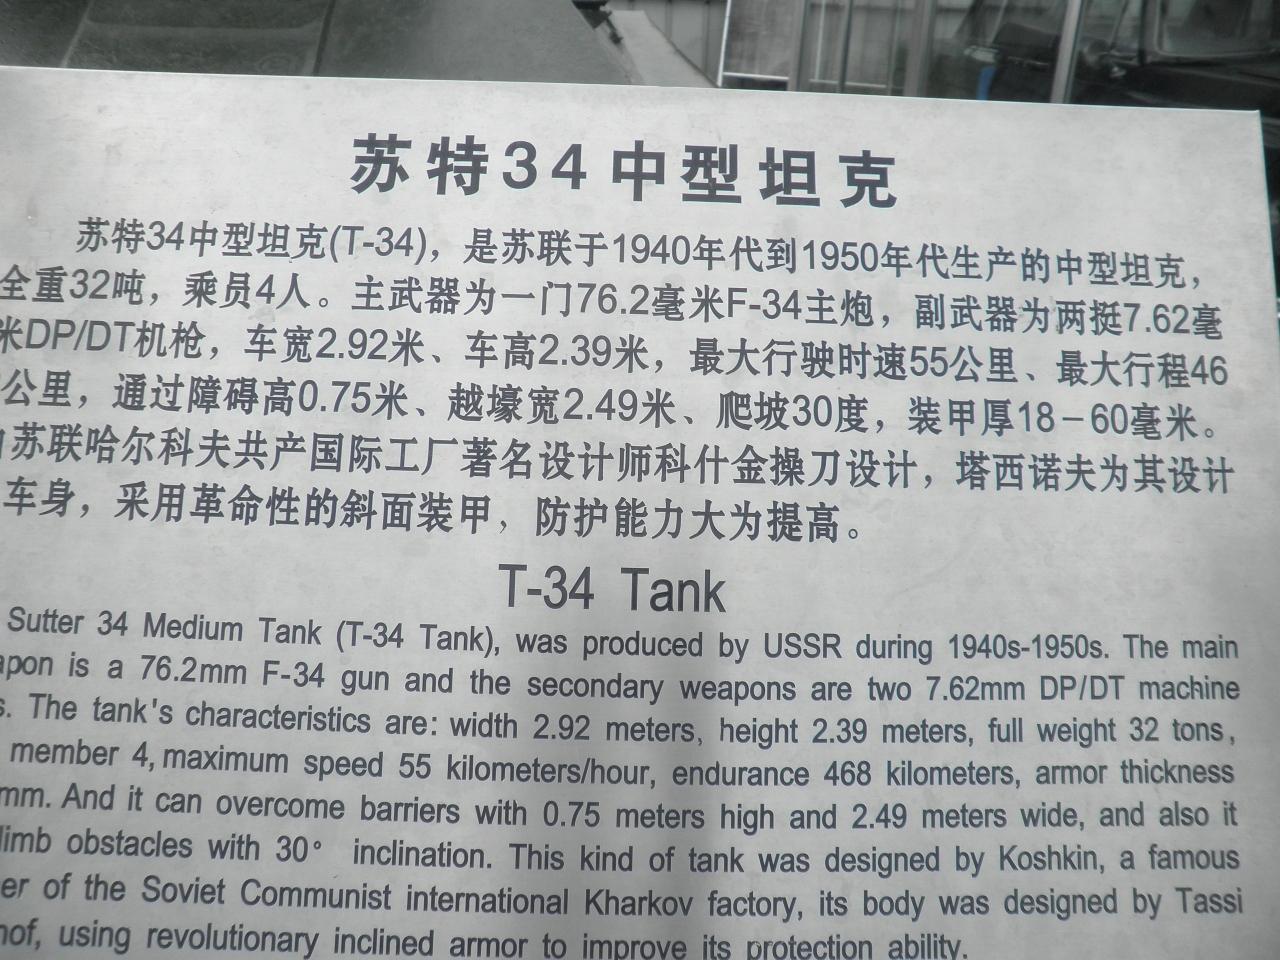 苏特34中型坦克
苏特34中型坦克(T-34)，是苏联于1940年代到1950年代生产的中型坦克，
全重32吨，乘员4人。主武器为一门76.2毫米F-34主炮，副武器为两挺7.62毫
米DP/DT机枪，车宽2.92米、车高2.39米，最大行驶时速55公里、最大行程46
公里，通过障碍高0.75米、越壕宽2.49米、爬坡30度，装甲厚18－60毫米。
苏联哈尔科夫共产国际工厂著名设计师科什金操刀设计，塔西诺夫为其设计
车身，采用革命性的斜面装甲，防护能力大为提高。
T-34 Tank
Sutter 34 Medium Tank (T-34 Tank), was produced by USSR during 1940s-1950s. The main
is a 76.2mm F-34 gun and the secondary weapons are two 7.62mm DP/DT machine
The tank's characteristics are: width 2.92 meters, height 2.39 meters, full weight 32 tons,
member 4, maximum speed 55 kilometers/hour, endurance 468 kilometers, armor thickness
mm. And it can overcome barriers with 0.75 meters high and 2.49 meters wide, and also it
obstacles with 30° inclination. This kind of tank was designed by Koshkin, a famous
of the Soviet Communist international Kharkov factory, its body was designed by Tassi
using revolutionary inclined armor to improve its protection ability.